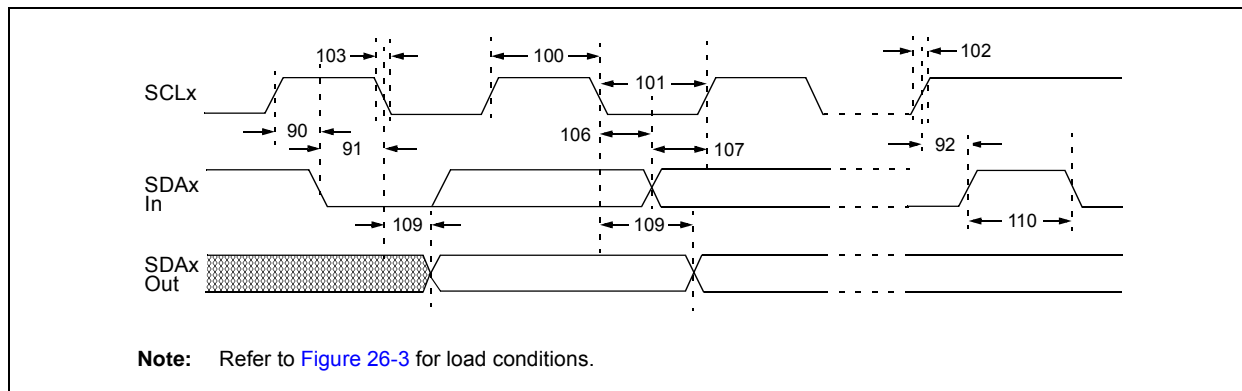 103
100
102
101
SCLx
90
106
91
107
92
SDAx
In
109
109
110
SDAx
Out
Note: Refer to Figure 26-3 for load conditions.